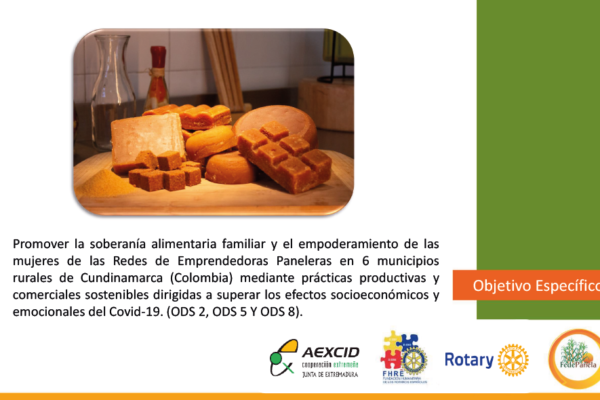 Promover la soberanía alimentaria familiar y el empoderamiento de las
mujeres de las Redes de Emprendedoras Paneleras en 6 municipios
rurales de Cundinamarca (Colombia) mediante prácticas productivas y
comerciales sostenibles dirigidas a superar los efectos socioeconómicos y
emocionales del Covid-19. (ODS 2, ODS 5 Y ODS 8).
Objetivo Específico
AEXCID
cooperación extremeña
JUNTA DE EXTREMADURA
FHRE
Rotary
FedePanela